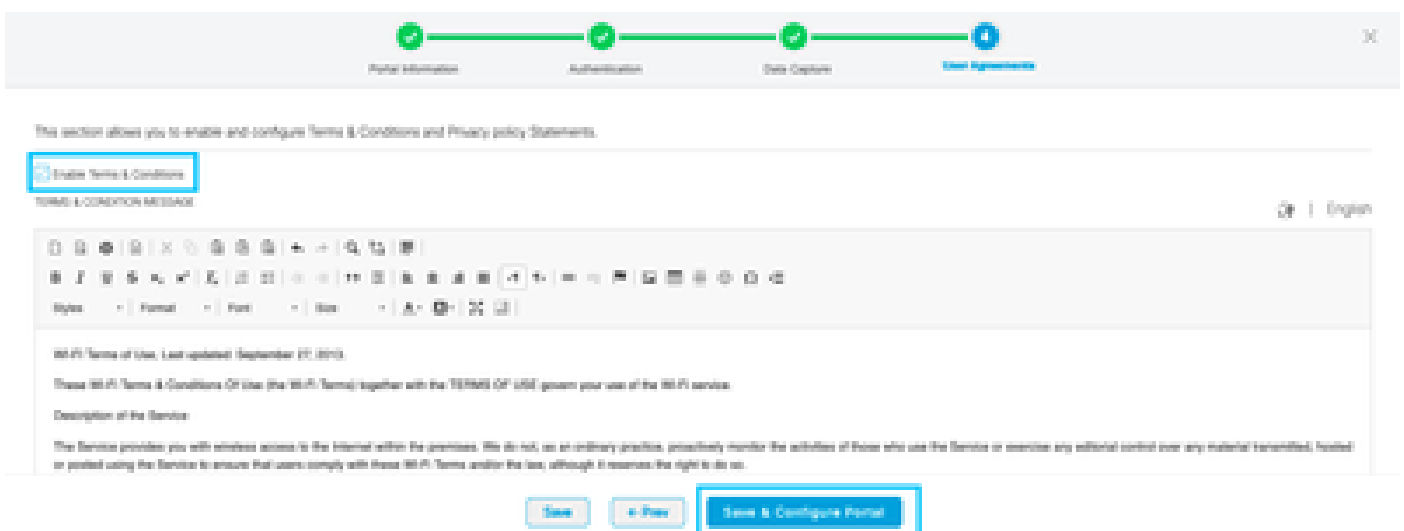 Portal Information
Authentication
Data Capture
4
User Agreements
This section allows you to enable and configure Terms & Conditions and Privacy policy Statements.
Enable Terms & Conditions
TERMS & CONDITION MESSAGE
| English
Styles
Format
Font
Size
Wi-Fi Terms of Use, Last updated: September 27, 2013.
These Wi-Fi Terms & Conditions Of Use (the Wi-Fi Terms) together with the TERMS OF USE govern your use of the Wi-Fi service.
Description of the Service
The Service provides you with wireless access to the Internet within the premises. We do not, as an ordinary practice, proactively monitor the activities of those who use the Service or exercise any editorial control over any material transmitted, hosted
or posted using the Service to ensure that users comply with these Wi-Fi Terms and/or the law, although it reserves the right to do so.
Save
Prev
Save & Configure Portal